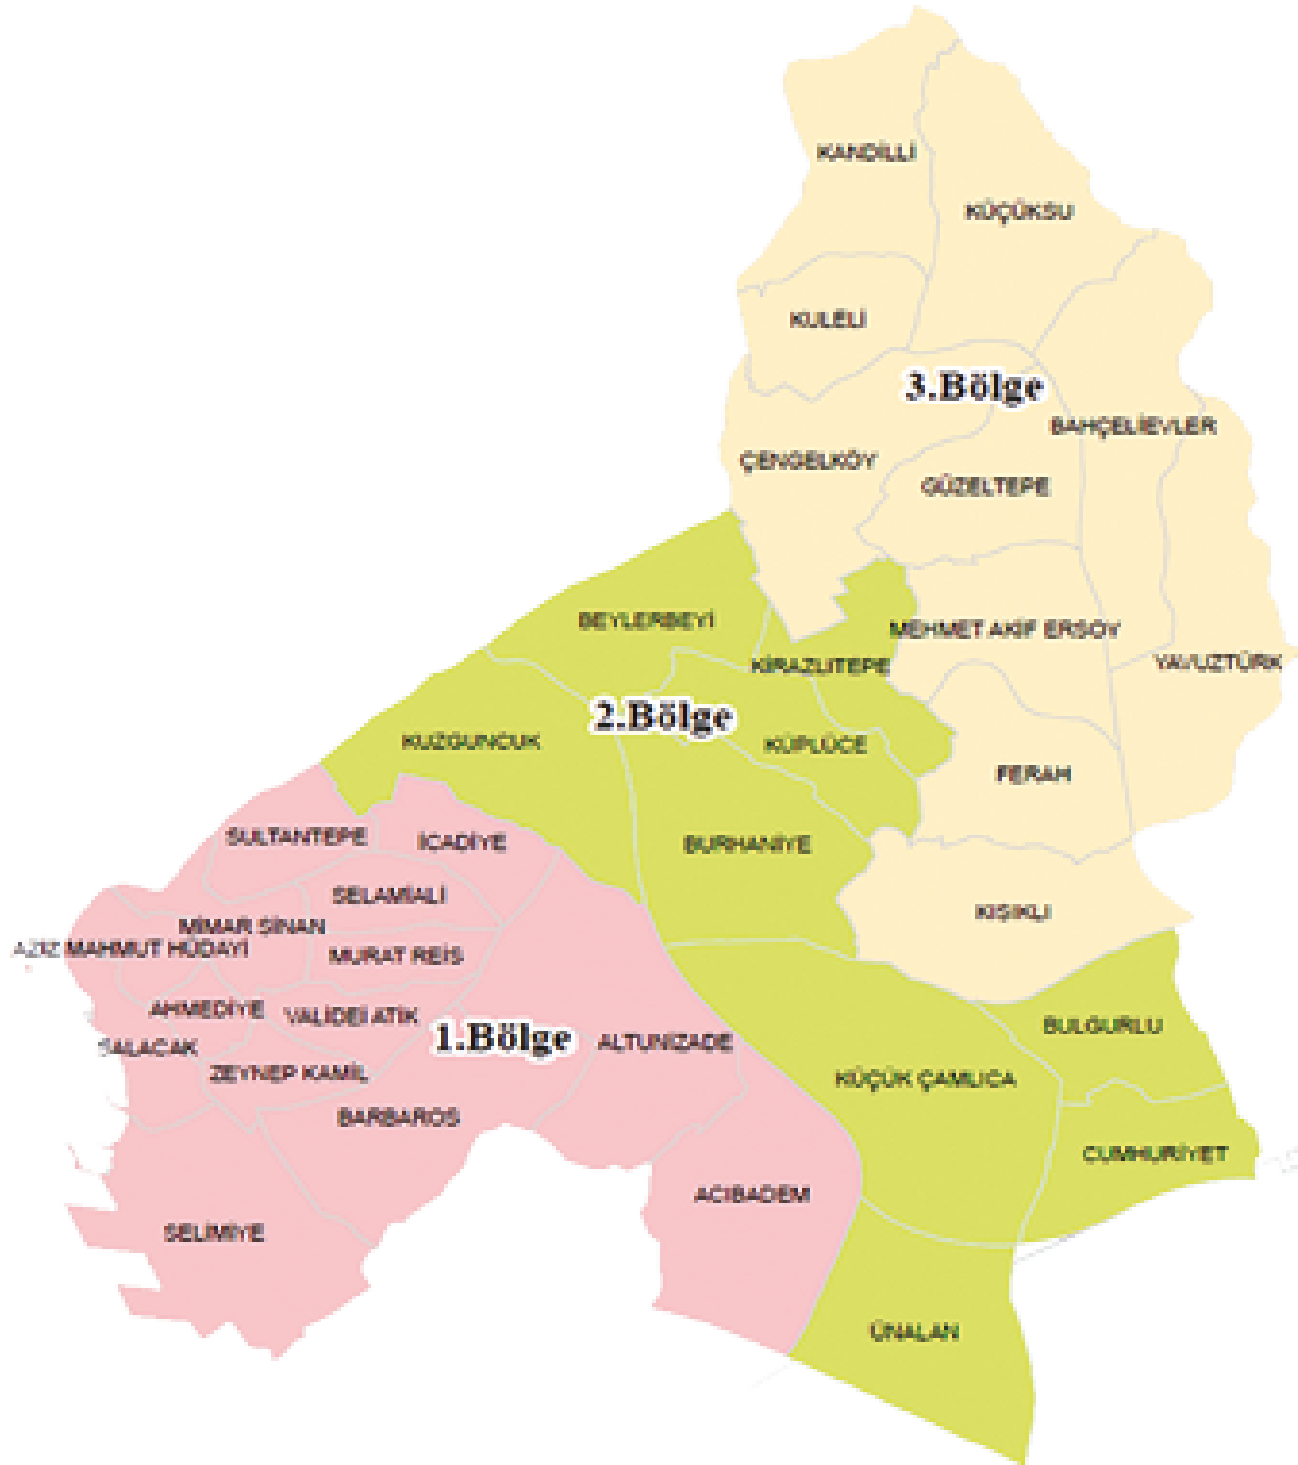 KANDİLLİ
KÜÇÜKSU
KULELİ
3.Bölge
BAHÇELİEVLER
ÇENGELKÖY
GÜZELTEPE
BEYLERBEYİ
MEHMET AKİF ERSOY
KİRAZLITEPE
YAVUZTÜRK
2.Bölge
KUZGUNCUK
KÜPLÜCE
FERAH
SULTANTEPE
İCADİYE
BURHANİYE
SELAMİALİ
KISIKLI
MİMAR SİNAN
AZİZ MAHMUT HÜDAYİ
MURAT REİS
AHMEDİYE
VALİDEİ ATİK
BULGURLU
1.Bölge
ALTUNİZADE
SALACAK
ZEYNEP KAMİL
KÜÇÜK ÇAMLICA
BARBAROS
CUMHURİYET
ACIBADEM
SELİMİYE
ÜNALAN